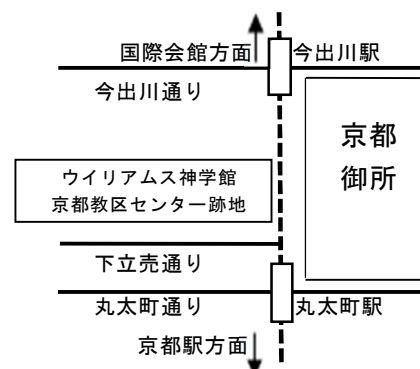 国際会館方面
今出川駅
今出川通り
京都
御所
ウイリアムス神学館
京都教区センター跡地
下立売通り
丸太町通り
丸太町駅
京都駅方面